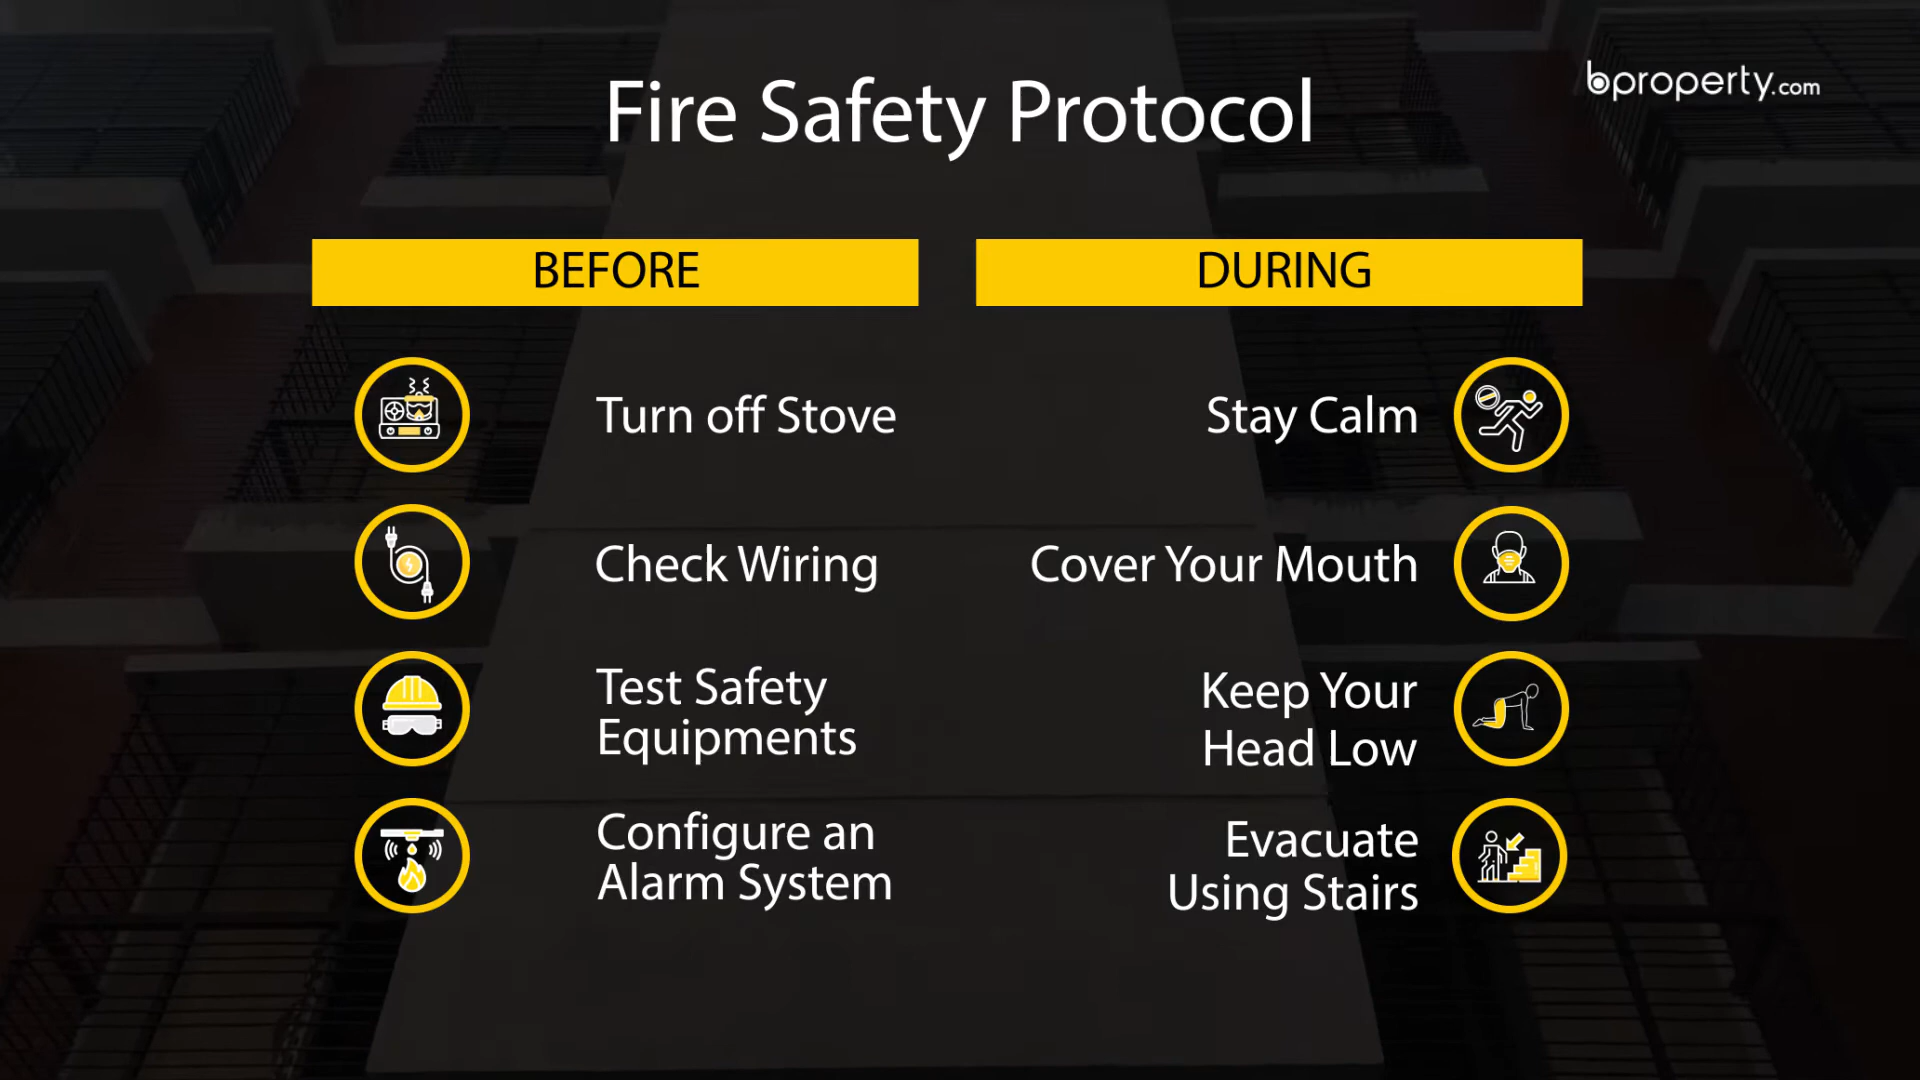 Fire Safety Protocol
bproperty.com
BEFORE
Turn off Stove
Check Wiring
Test Safety
Equipments
Configure an
Alarm System
DURING
Stay Calm
Cover Your Mouth
Keep Your
Head Low
Evacuate
Using Stairs